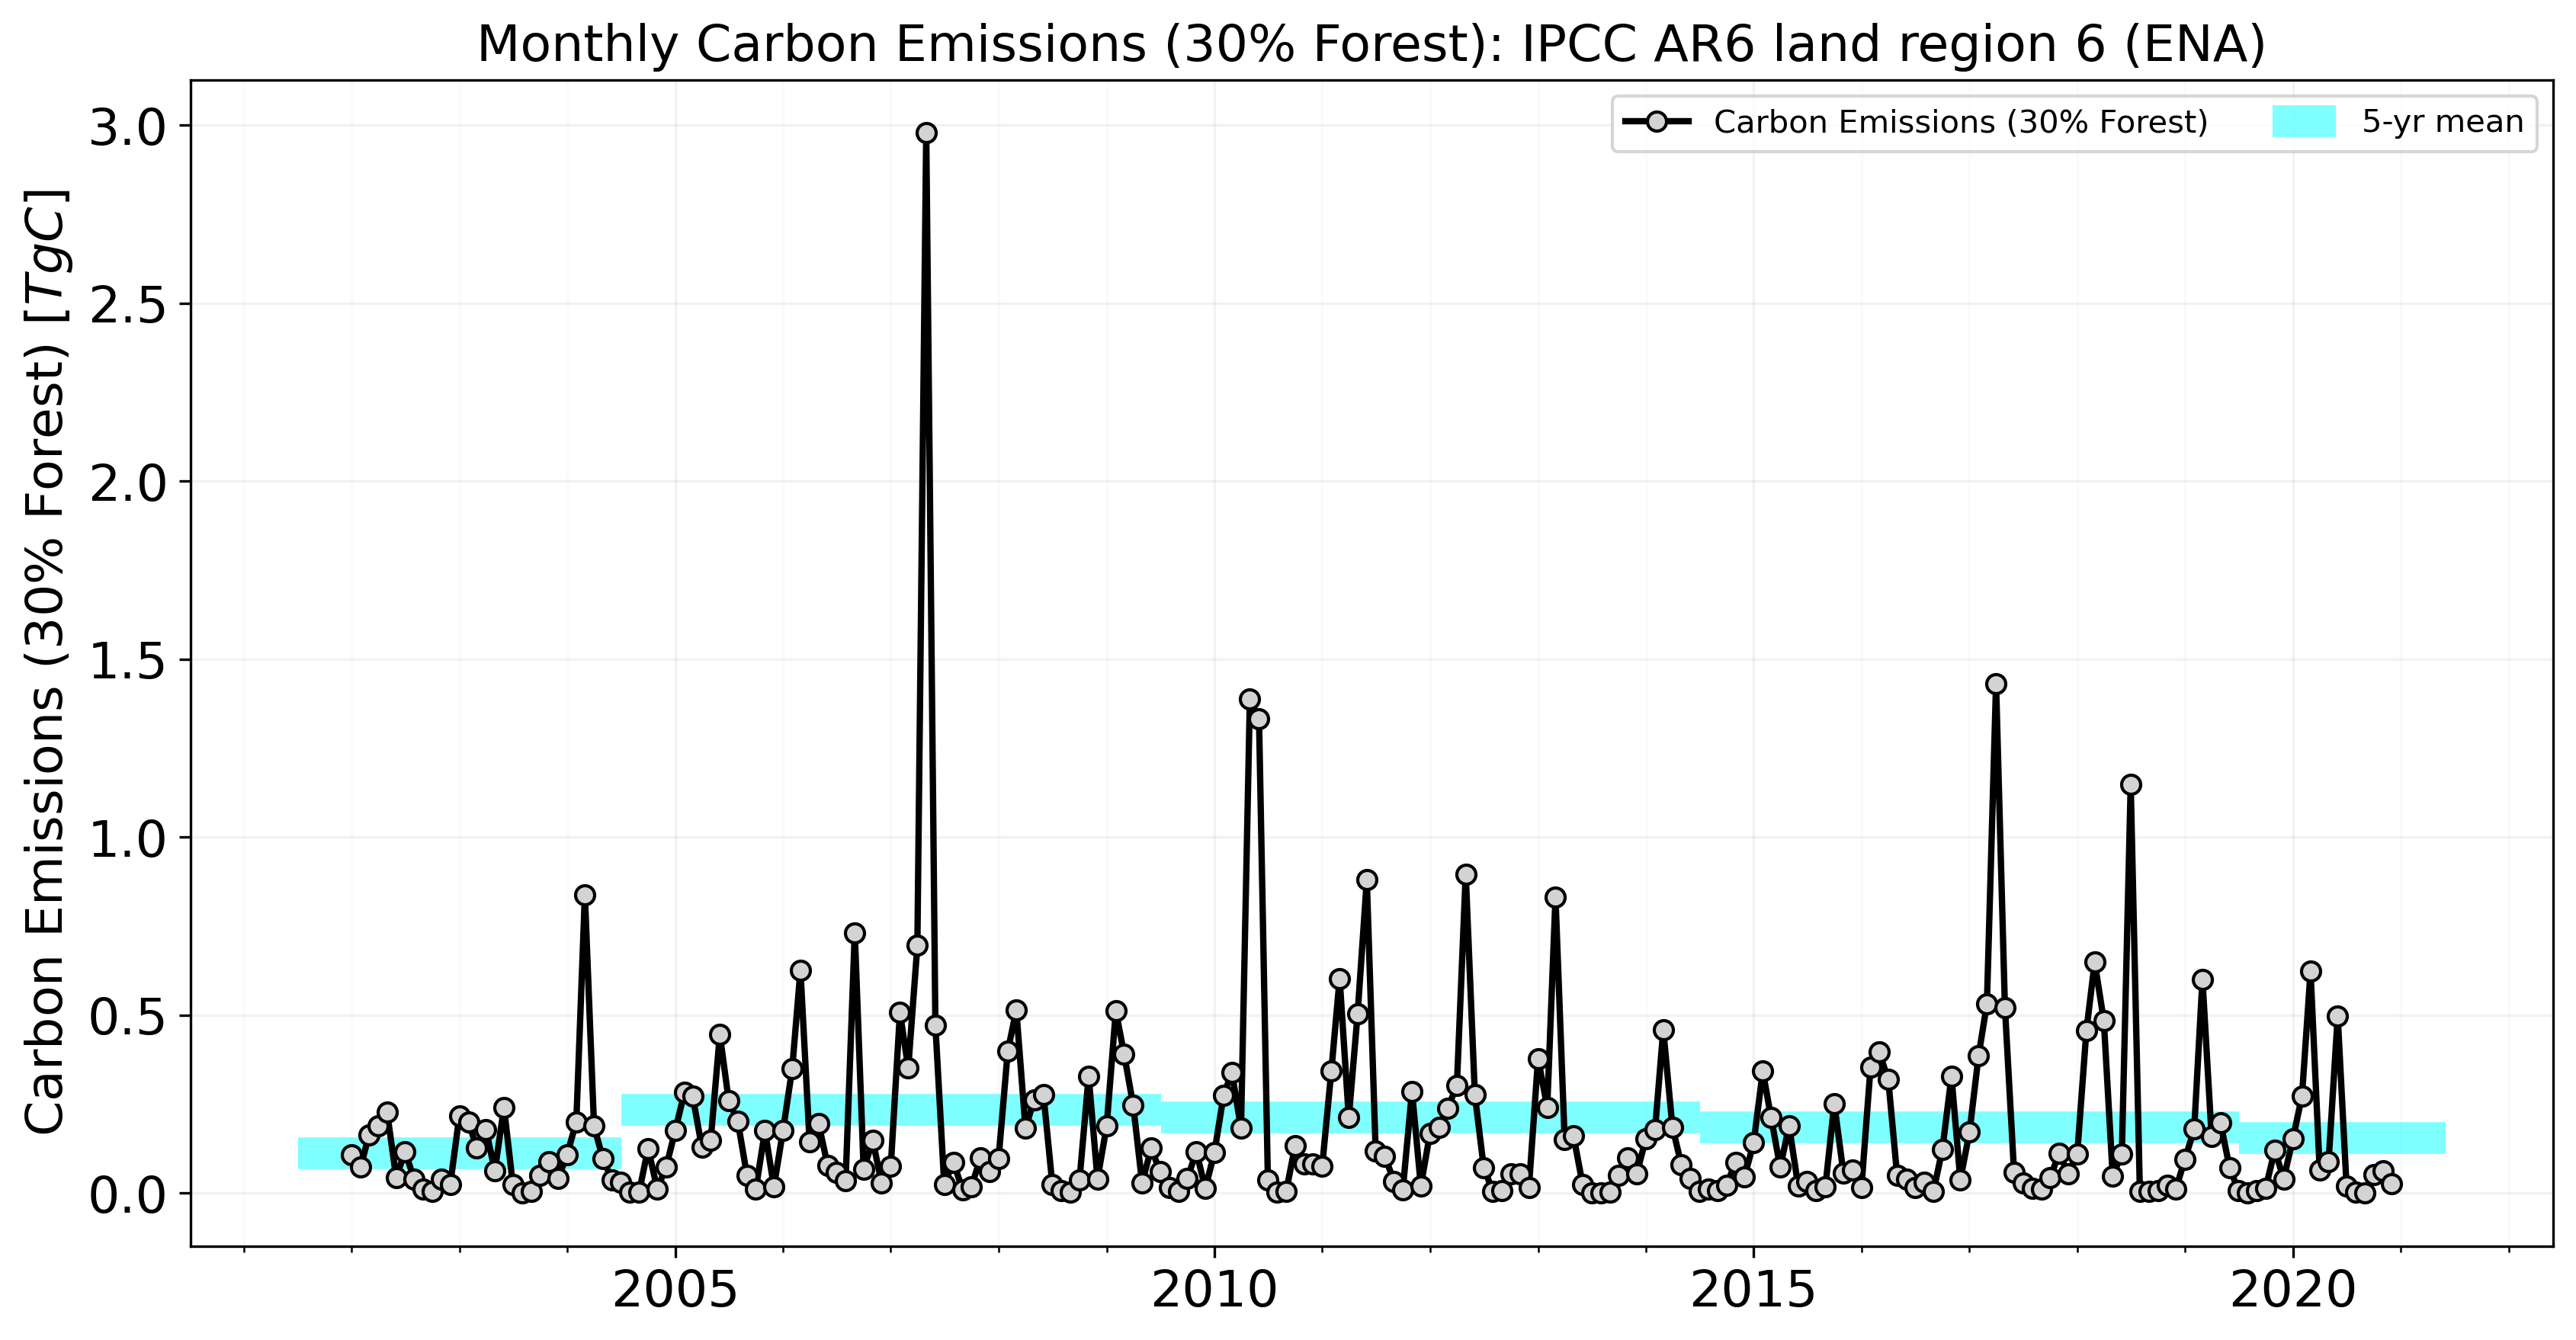 Monthly Carbon Emissions (30% Forest): IPCC AR6 land region 6 (ENA)
Carbon Emissions (30% Forest)
5-yr mean
Carbon Emissions (30% Forest) [TgC]
3.0
2.5
2.0
1.5
1.0
0.5
0.0
2005
2010
2015
2020